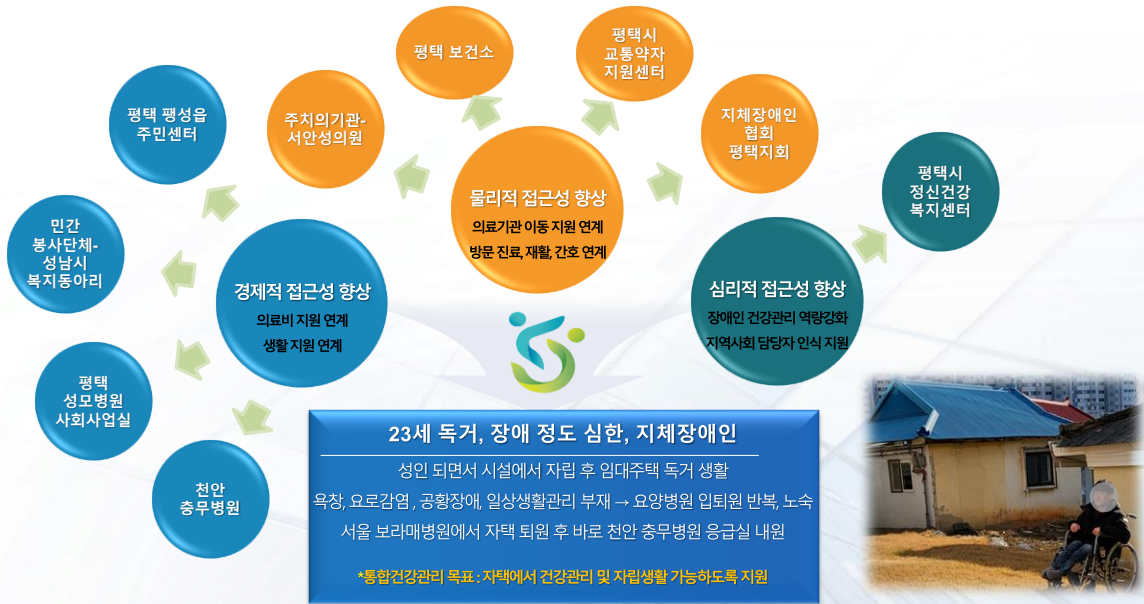 평택 보건소
평택시
교통약자
지원센터
주치의기관-
서안성의원
지체장애인
협회
평택지회
평택 팽성읍
주민센터
평택시
정신건강
복지센터
민간
봉사단체-
성남시
복지동아리
평택
성모병원
사회사업실
천안
충무병원
물리적 접근성 향상
의료기관 이동 지원 연계
방문 진료, 재활, 간호 연계
경제적 접근성 향상
의료비 지원 연계
생활 지원 연계
심리적 접근성 향상
장애인 건강관리 역량강화
지역사회 담당자 인식 지원
23세 독거, 장애 정도 심한, 지체장애인
성인 되면서 시설에서 자립 후 임대주택 독거 생활
욕창, 요로감염 , 공황장애, 일상생활관리 부재 → 요양병원 입퇴원 반복, 노숙
서울 보라매병원에서 자택 퇴원 후 바로 천안 충무병원 응급실 내원
*통합건강관리 목표 : 자택에서 건강관리 및 자립생활 가능하도록 지원